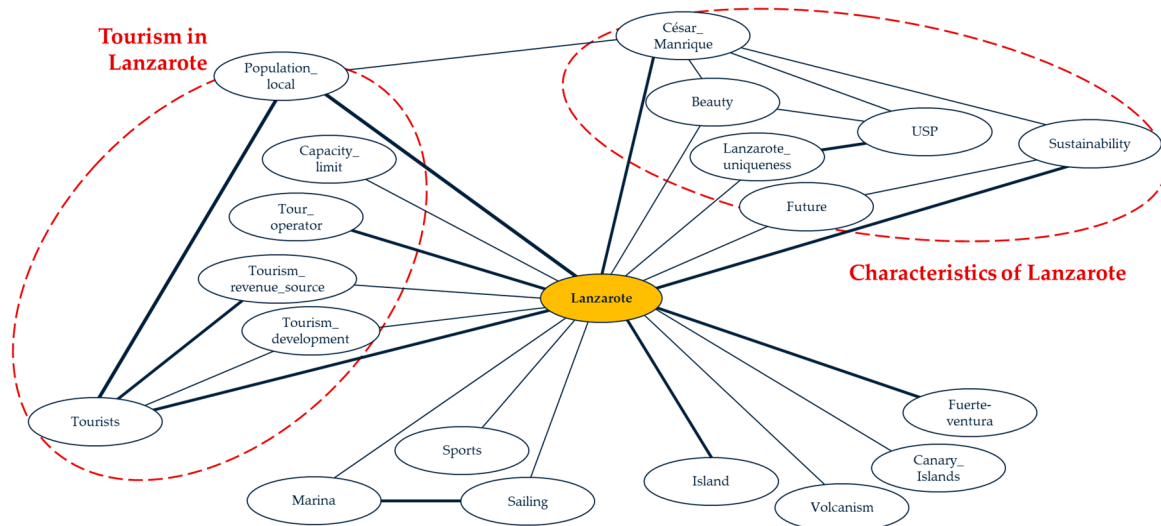 Tourism in
Lanzarote
César_
Manrique
Population_
local
Beauty
USP
Sustainability
Capacity_
limit
Lanzarote_
uniqueness
Tour_
operator
Future
Tourism_
revenue_source
Characteristics of Lanzarote
Lanzarote
Tourism_
development
Tourists
Fuerte-
ventura
Sports
Canary_
Islands
Island
Marina
Sailing
Volcanism